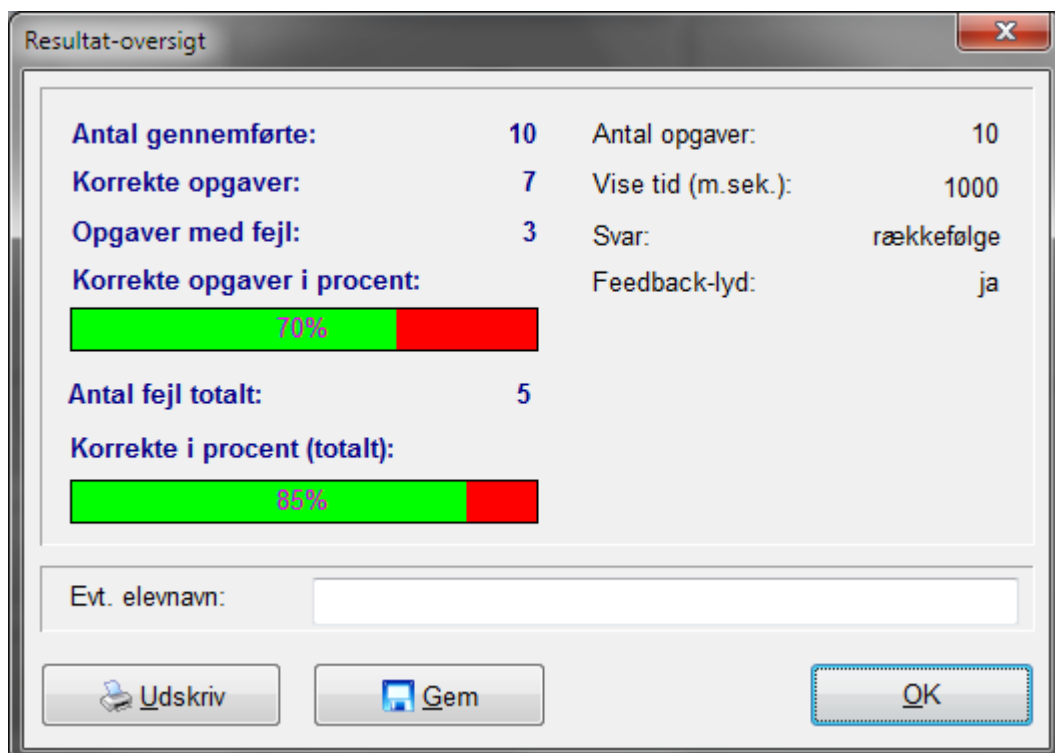 Resultat-oversigt
Antal gennemførte: 10
Korrekte opgaver: 7
Opgaver med fejl: 3
Korrekte opgaver i procent:
70%
Antal fejl totalt: 5
Korrekte i procent (totalt):
85%
Antal opgaver: 10
Vise tid (m.sek.): 1000
Svar: rækkefølge
Feedback-lyd: ja
Evt. elevnavn:
Udskriv
Gem
OK